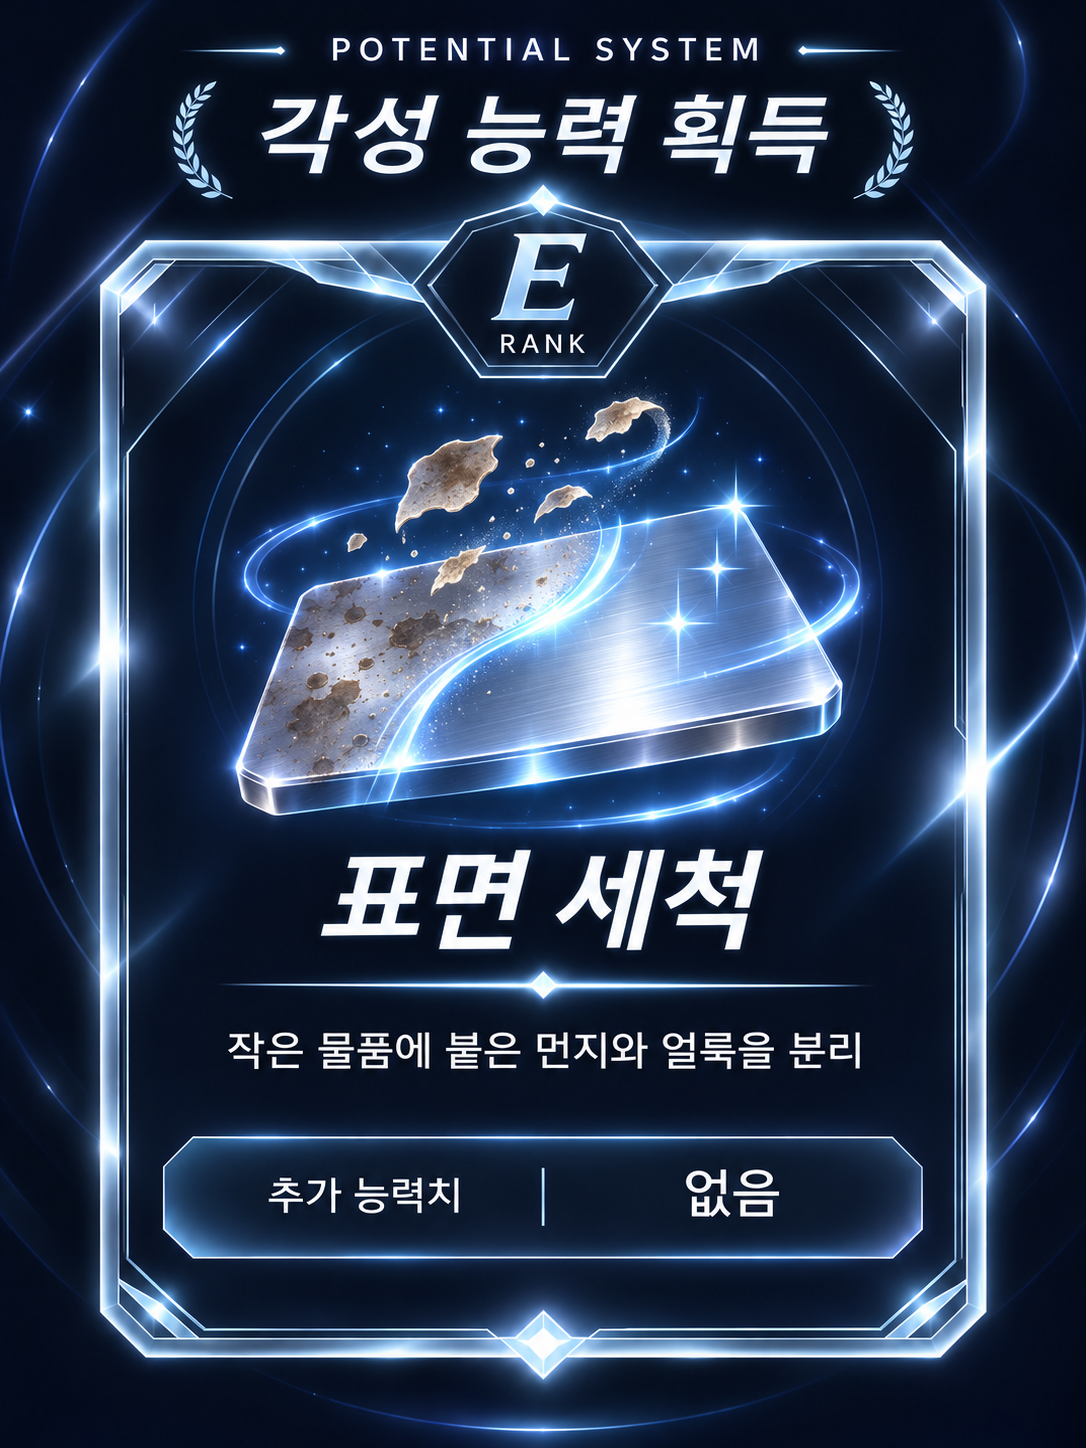 POTENTIAL SYSTEM
각성 능력 획득
E
RANK
표면 세척
작은 물품에 붙은 먼지와 얼룩을 분리
추가 능력치 없음